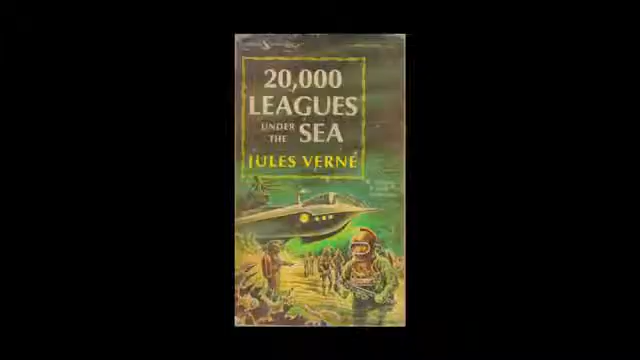 20,000
LEAGUES
UNDER
THE SEA
JULES VERNE